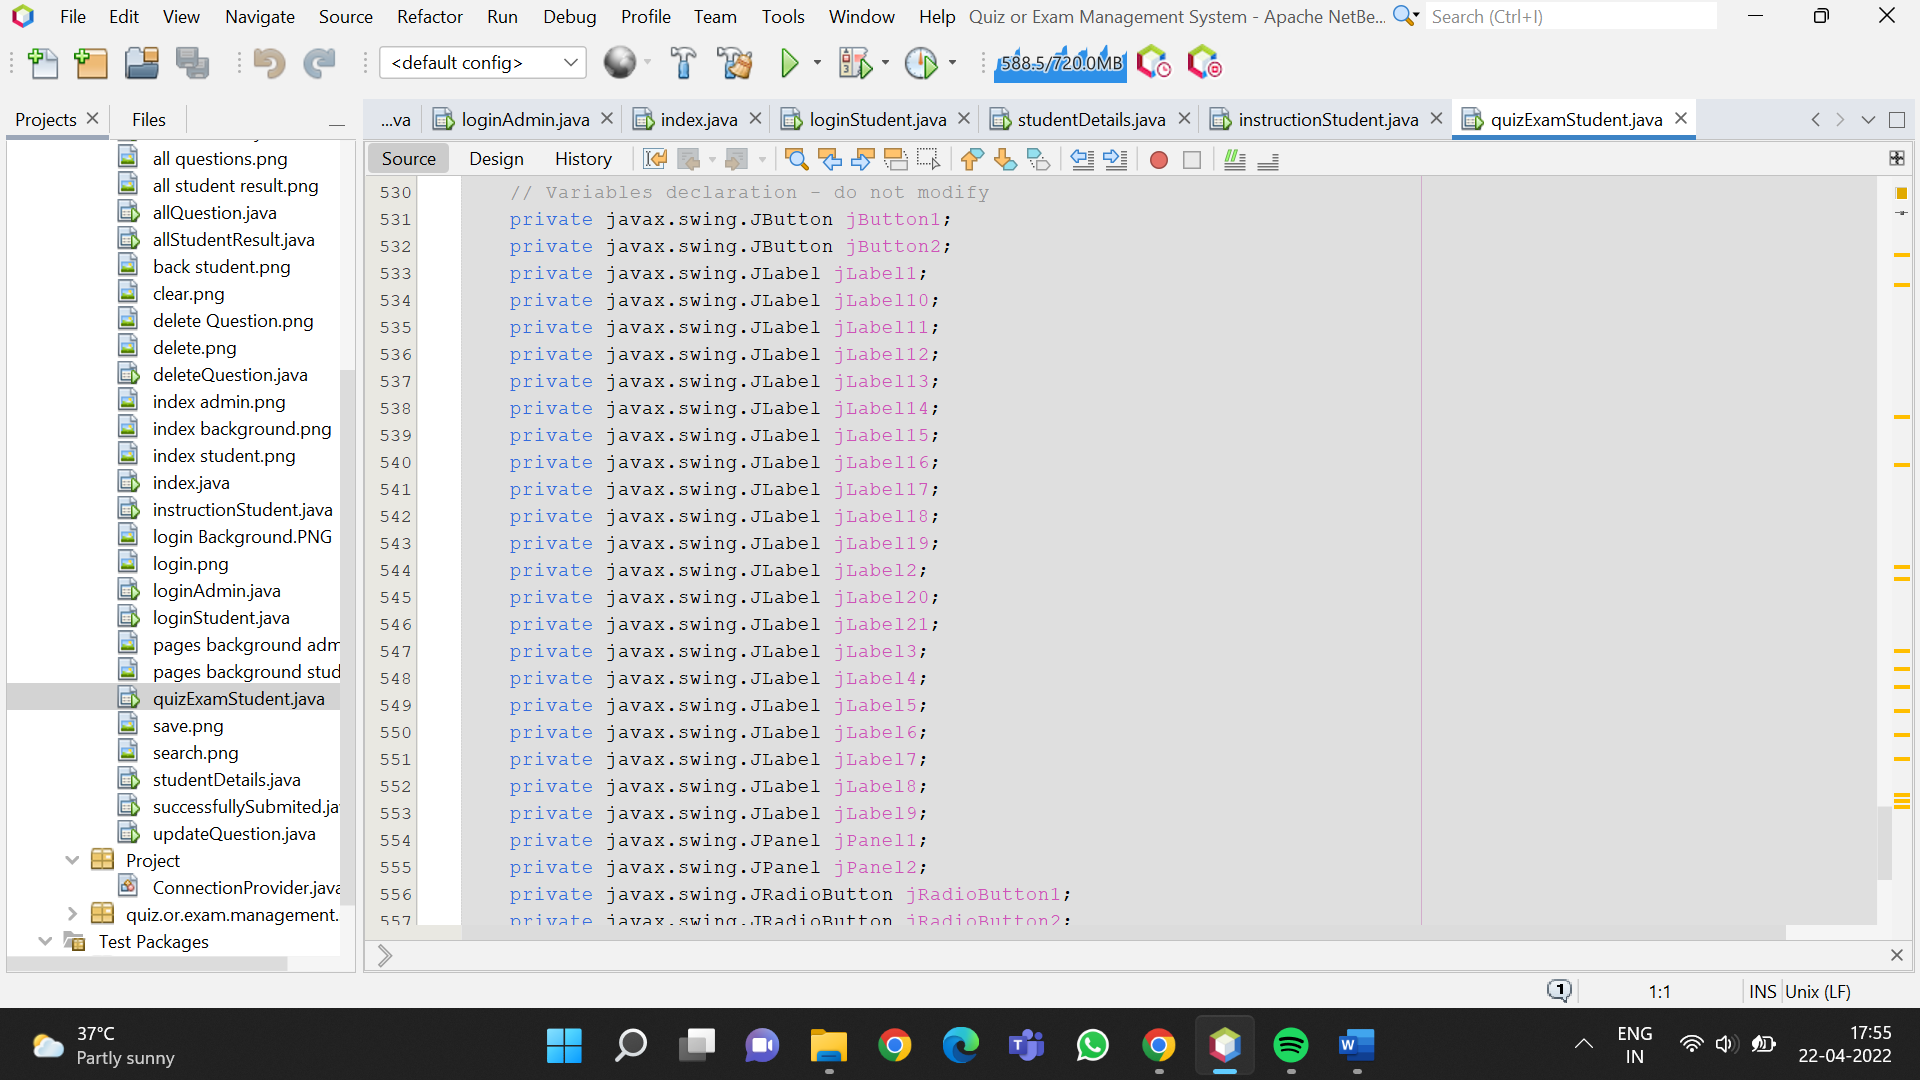 File Edit View Navigate Source Refactor Run Debug Profile Team Tools Window Help Quiz or Exam Management System - Apache NetBe... Search (Ctrl+I)
<default config> 588.5/720.0MB
Projects Files
...va loginAdmin.java index.java loginStudent.java studentDetails.java instructionStudent.java quizExamStudent.java
Source Design History
all questions.png
all student result.png
allQuestion.java
allStudentResult.java
back student.png
clear.png
delete Question.png
delete.png
deleteQuestion.java
index admin.png
index background.png
index student.png
index.java
instructionStudent.java
login Background.PNG
login.png
loginAdmin.java
loginStudent.java
pages background adm
pages background stud
quizExamStudent.java
save.png
search.png
studentDetails.java
successfullySubmited.ja
updateQuestion.java
Project
ConnectionProvider.java
quiz.or.exam.management.
Test Packages
530 // Variables declaration - do not modify
531 private javax.swing.JButton jButton1;
532 private javax.swing.JButton jButton2;
533 private javax.swing.JLabel jLabel1;
534 private javax.swing.JLabel jLabel10;
535 private javax.swing.JLabel jLabel11;
536 private javax.swing.JLabel jLabel12;
537 private javax.swing.JLabel jLabel13;
538 private javax.swing.JLabel jLabel14;
539 private javax.swing.JLabel jLabel15;
540 private javax.swing.JLabel jLabel16;
541 private javax.swing.JLabel jLabel17;
542 private javax.swing.JLabel jLabel18;
543 private javax.swing.JLabel jLabel19;
544 private javax.swing.JLabel jLabel2;
545 private javax.swing.JLabel jLabel20;
546 private javax.swing.JLabel jLabel21;
547 private javax.swing.JLabel jLabel3;
548 private javax.swing.JLabel jLabel4;
549 private javax.swing.JLabel jLabel5;
550 private javax.swing.JLabel jLabel6;
551 private javax.swing.JLabel jLabel7;
552 private javax.swing.JLabel jLabel8;
553 private javax.swing.JLabel jLabel9;
554 private javax.swing.JPanel jPanel1;
555 private javax.swing.JPanel jPanel2;
556 private javax.swing.JRadioButton jRadioButton1;
557 private javax.swing.JRadioButton jRadioButton2;
1 1:1 INS Unix (LF)
37°C
Partly sunny
ENG
IN
17:55
22-04-2022